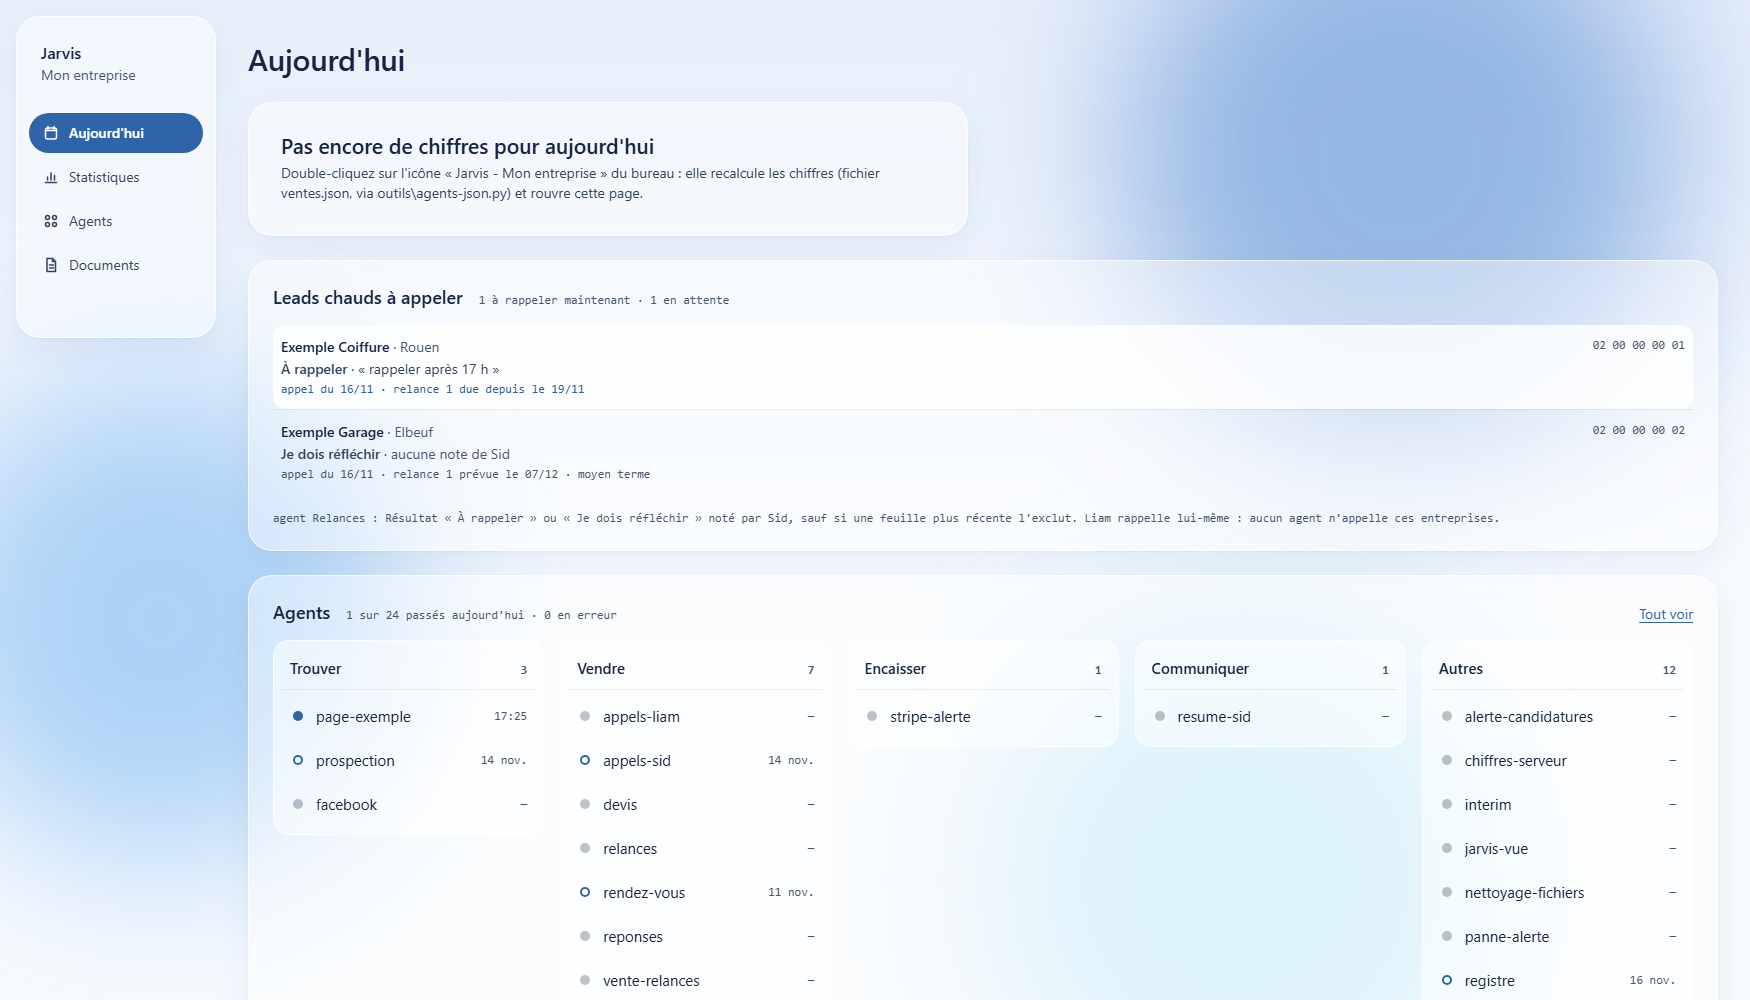 Jarvis
Mon entreprise
Aujourd'hui
Statistiques
Agents
Documents
Aujourd'hui
Pas encore de chiffres pour aujourd'hui
Double-cliquez sur l'icône « Jarvis - Mon entreprise » du bureau : elle recalcule les chiffres (fichier
ventes.json, via outils\agents-json.py) et rouvre cette page.
Leads chauds à appeler 1 à rappeler maintenant · 1 en attente
Exemple Coiffure · Rouen 02 00 00 00 01
À rappeler · « rappeler après 17 h »
appel du 16/11 · relance 1 due depuis le 19/11
Exemple Garage · Elbeuf 02 00 00 00 02
Je dois réfléchir · aucune note de Sid
appel du 16/11 · relance 1 prévue le 07/12 · moyen terme
agent Relances : Résultat « À rappeler » ou « Je dois réfléchir » noté par Sid, sauf si une feuille plus récente l'exclut. Liam rappelle lui-même : aucun agent n'appelle ces entreprises.
Agents 1 sur 24 passés aujourd'hui · 0 en erreur Tout voir
Trouver 3
page-exemple 17:25
prospection 14 nov.
facebook –
Vendre 7
appels-liam –
appels-sid 14 nov.
devis –
relances –
rendez-vous 11 nov.
reponses –
vente-relances –
Encaisser 1
stripe-alerte –
Communiquer 1
resume-sid –
Autres 12
alerte-candidatures –
chiffres-serveur –
interim –
jarvis-vue –
nettoyage-fichiers –
panne-alerte –
registre 16 nov.